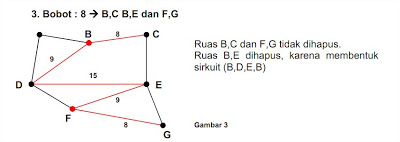 3. Bobot : 8 → B,C B,E dan F,G
B
8
C
Ruas B,C dan F,G tidak dihapus.
Ruas B,E dihapus, karena membentuk
sirkuit (B,D,E,B)
9
15
D
E
9
F
8
G
Gambar 3